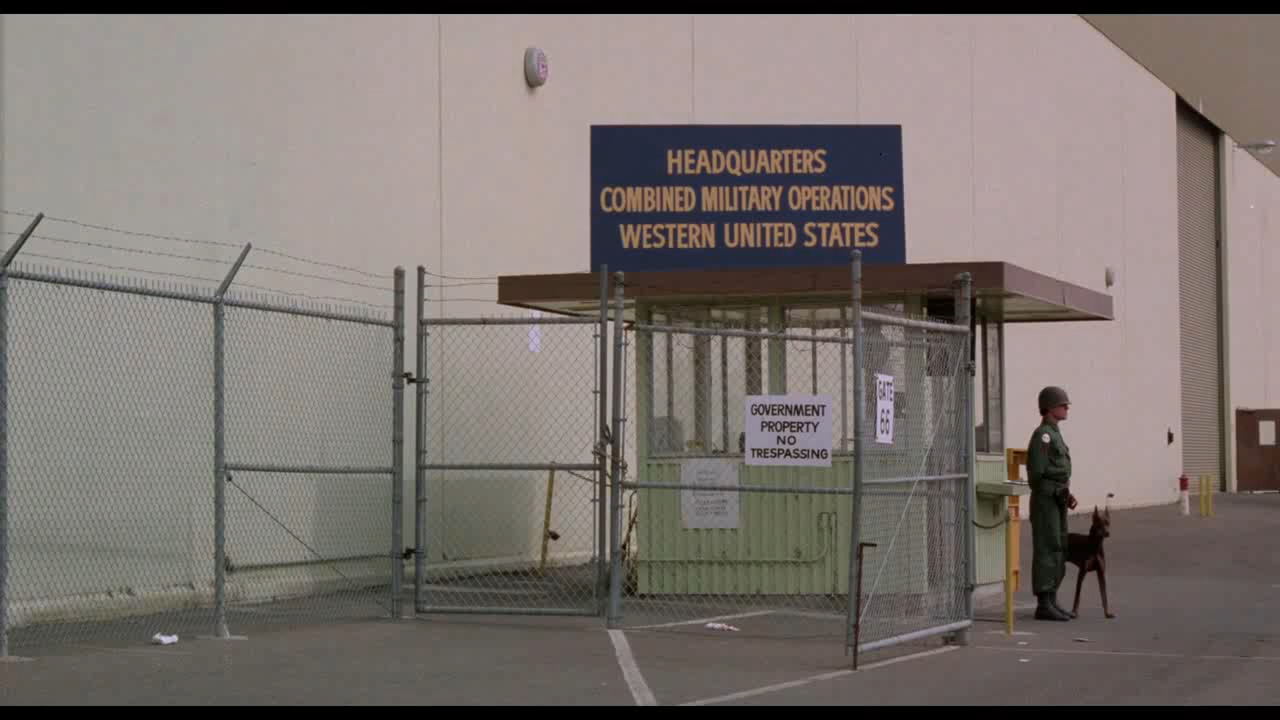 HEADQUARTERS
COMBINED MILITARY OPERATIONS
WESTERN UNITED STATES
GOVERNMENT
PROPERTY
NO
TRESPASSING
GATE
66